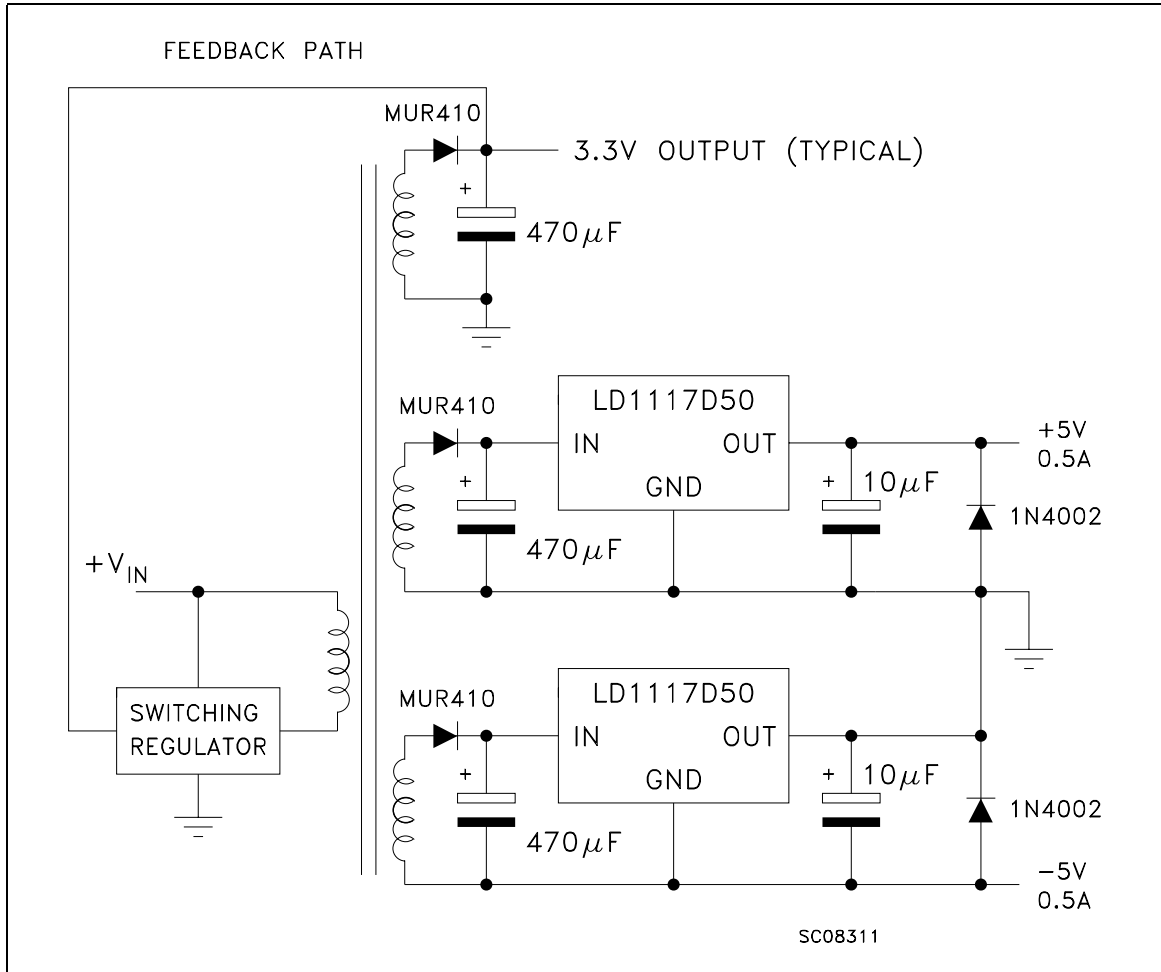 FEEDBACK PATH
MUR410
3.3V OUTPUT (TYPICAL)
+
470µF
MUR410
LD1117D50
IN
OUT
GND
+
470µF
+
10µF
+5V
0.5A
1N4002
+V_IN
SWITCHING
REGULATOR
MUR410
LD1117D50
IN
OUT
GND
+
470µF
+
10µF
1N4002
−5V
0.5A
SC08311